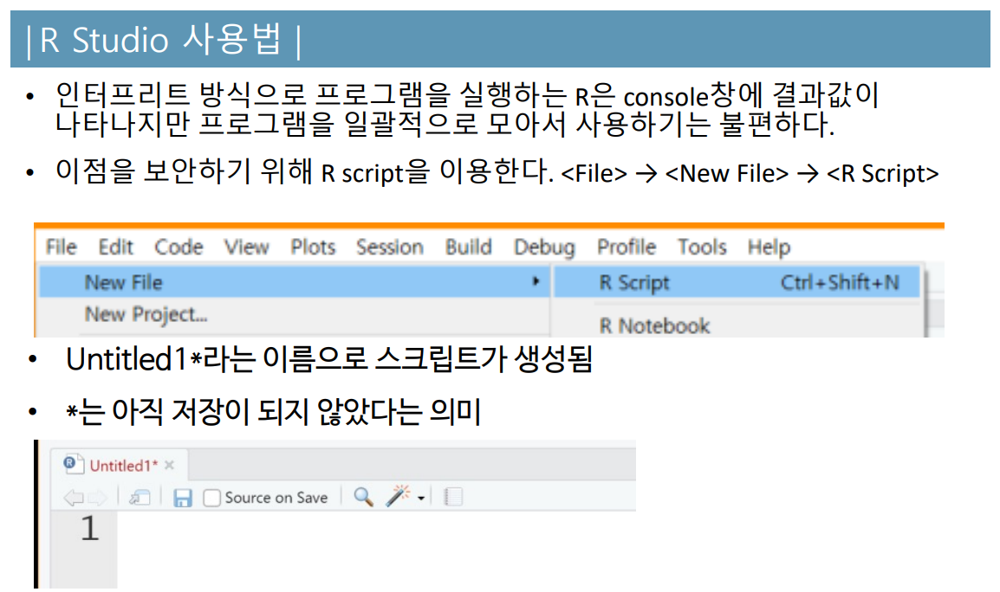 |R Studio 사용법 |
• 인터프리트 방식으로 프로그램을 실행하는 R은 console창에 결과값이
나타나지만 프로그램을 일괄적으로 모아서 사용하기는 불편하다.
• 이점을 보안하기 위해 R script을 이용한다. <File> → <New File> → <R Script>
File Edit Code View Plots Session Build Debug Profile Tools Help
New File R Script Ctrl+Shift+N
New Project...
R Notebook
• Untitled1*라는 이름으로 스크립트가 생성됨
• *는 아직 저장이 되지 않았다는 의미
R Untitled1* ×
Source on Save
1